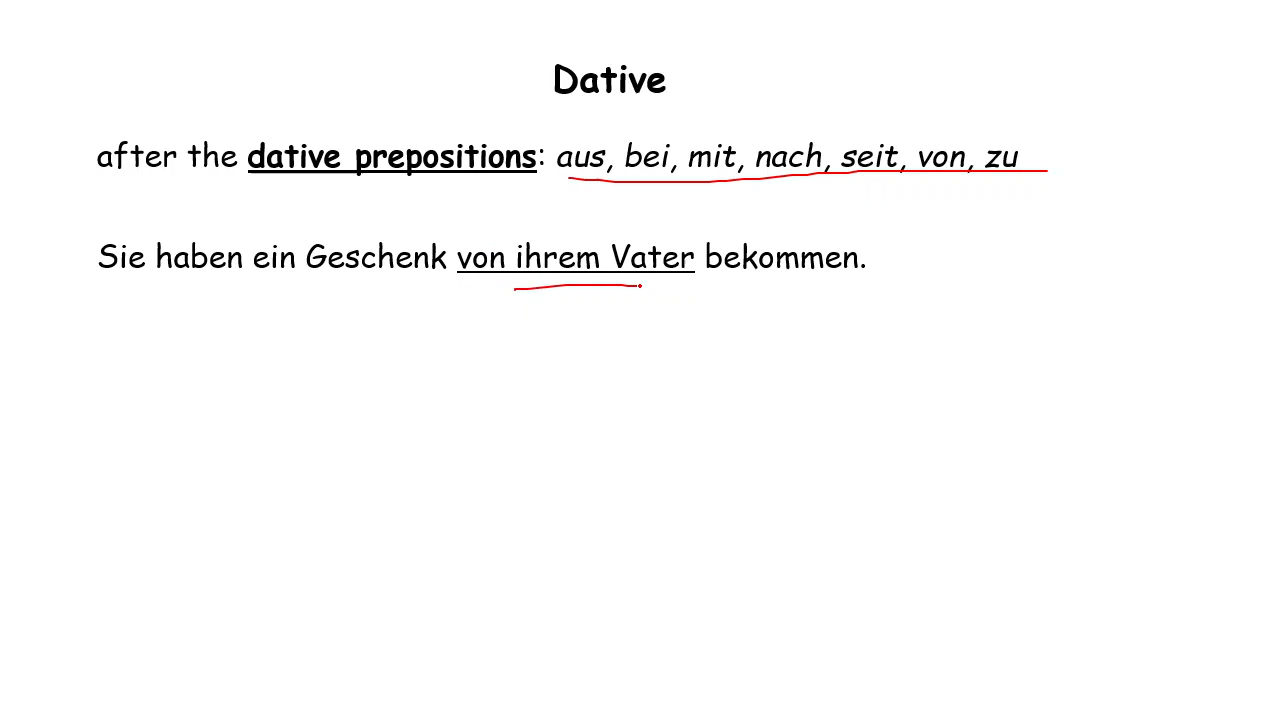 Dative
after the dative prepositions: aus, bei, mit, nach, seit, von, zu
Sie haben ein Geschenk von ihrem Vater bekommen.